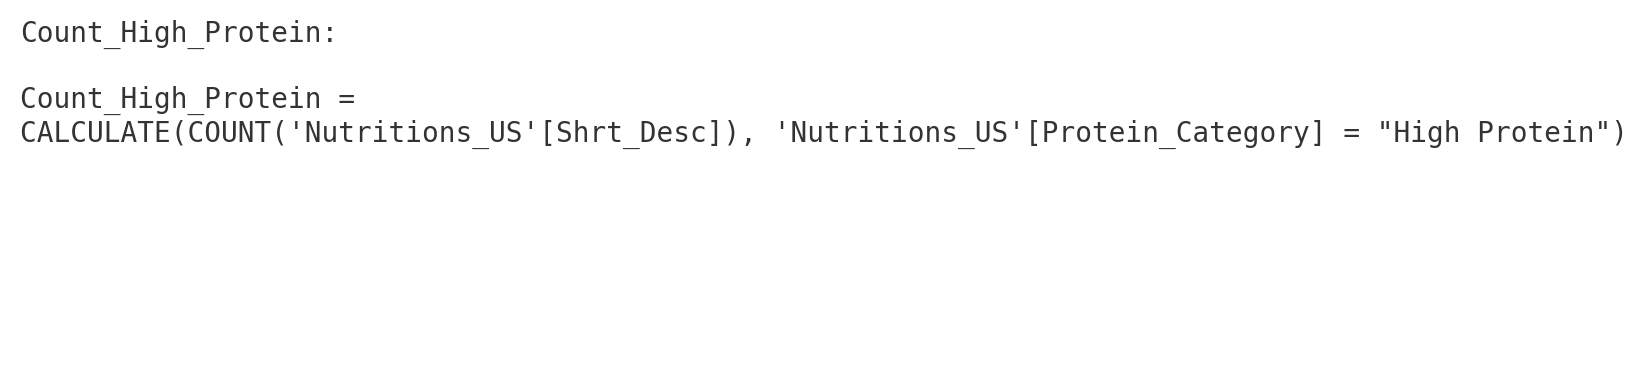 Count_High_Protein:
Count_High_Protein =
CALCULATE(COUNT('Nutritions_US'[Shrt_Desc]), 'Nutritions_US'[Protein_Category] = "High Protein")